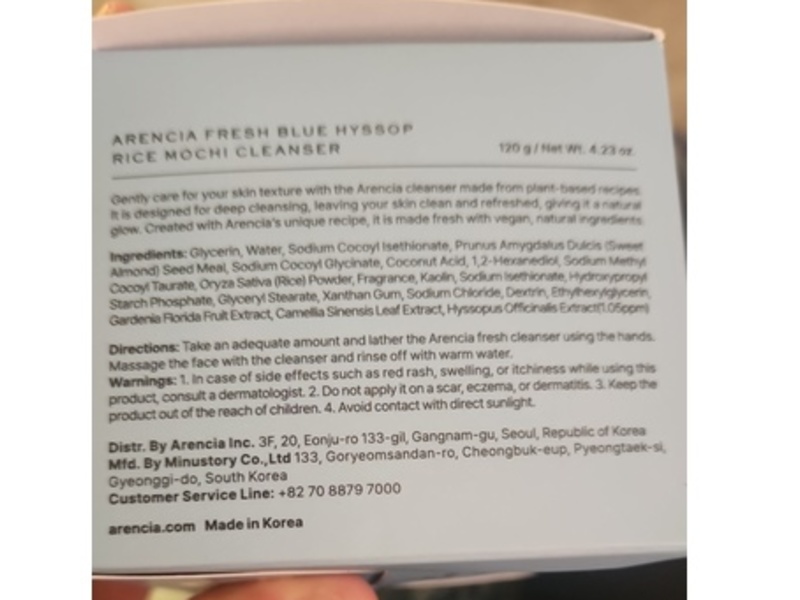 ARENCIA FRESH BLUE HYSSOP
RICE MOCHI CLEANSER
120 g / Net Wt. 4.23 oz.
Gently care for your skin texture with the Arencia cleanser made from plant-based recipes.
It is designed for deep cleansing, leaving your skin clean and refreshed, giving it a natural
glow. Created with Arencia's unique recipe, it is made fresh with vegan, natural ingredients.
Ingredients: Glycerin, Water, Sodium Cocoyl Isethionate, Prunus Amygdalus Dulcis (Sweet
Almond) Seed Meal, Sodium Cocoyl Glycinate, Coconut Acid, 1,2-Hexanediol, Sodium Methyl
Cocoyl Taurate, Oryza Sativa (Rice) Powder, Fragrance, Kaolin, Sodium Isethionate, Hydroxypropyl
Starch Phosphate, Glyceryl Stearate, Xanthan Gum, Sodium Chloride, Dextrin, Ethylhexylglycerin,
Gardenia Florida Fruit Extract, Camellia Sinensis Leaf Extract, Hyssopus Officinalis Extract(1.05ppm)
Directions: Take an adequate amount and lather the Arencia fresh cleanser using the hands.
Massage the face with the cleanser and rinse off with warm water.
Warnings: 1. In case of side effects such as red rash, swelling, or itchiness while using this
product, consult a dermatologist. 2. Do not apply it on a scar, eczema, or dermatitis. 3. Keep the
product out of the reach of children. 4. Avoid contact with direct sunlight.
Distr. By Arencia Inc. 3F, 20, Eonju-ro 133-gil, Gangnam-gu, Seoul, Republic of Korea
Mfd. By Minustory Co.,Ltd 133, Goryeomsandan-ro, Cheongbuk-eup, Pyeongtaek-si,
Gyeonggi-do, South Korea
Customer Service Line: +82 70 8879 7000
arencia.com Made in Korea